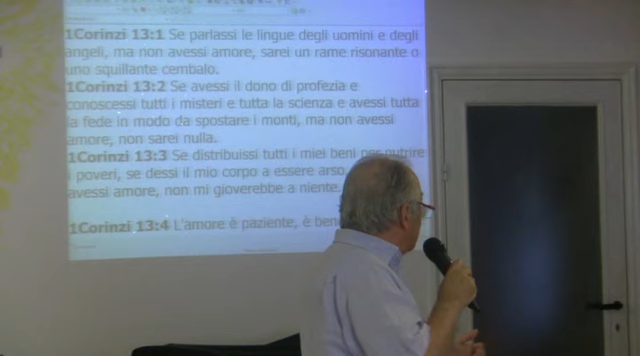 1Corinzi 13:1 Se parlassi le lingue degli uomini e degli
angeli, ma non avessi amore, sarei un rame risonante o
uno squillante cembalo.
1Corinzi 13:2 Se avessi il dono di profezia e
conoscessi tutti i misteri e tutta la scienza e avessi tutta
la fede in modo da spostare i monti, ma non avessi
amore, non sarei nulla.
1Corinzi 13:3 Se distribuissi tutti i miei beni per nutrire
i poveri, se dessi il mio corpo a essere arso,
avessi amore, non mi gioverebbe a niente.
1Corinzi 13:4 L'amore è paziente, è